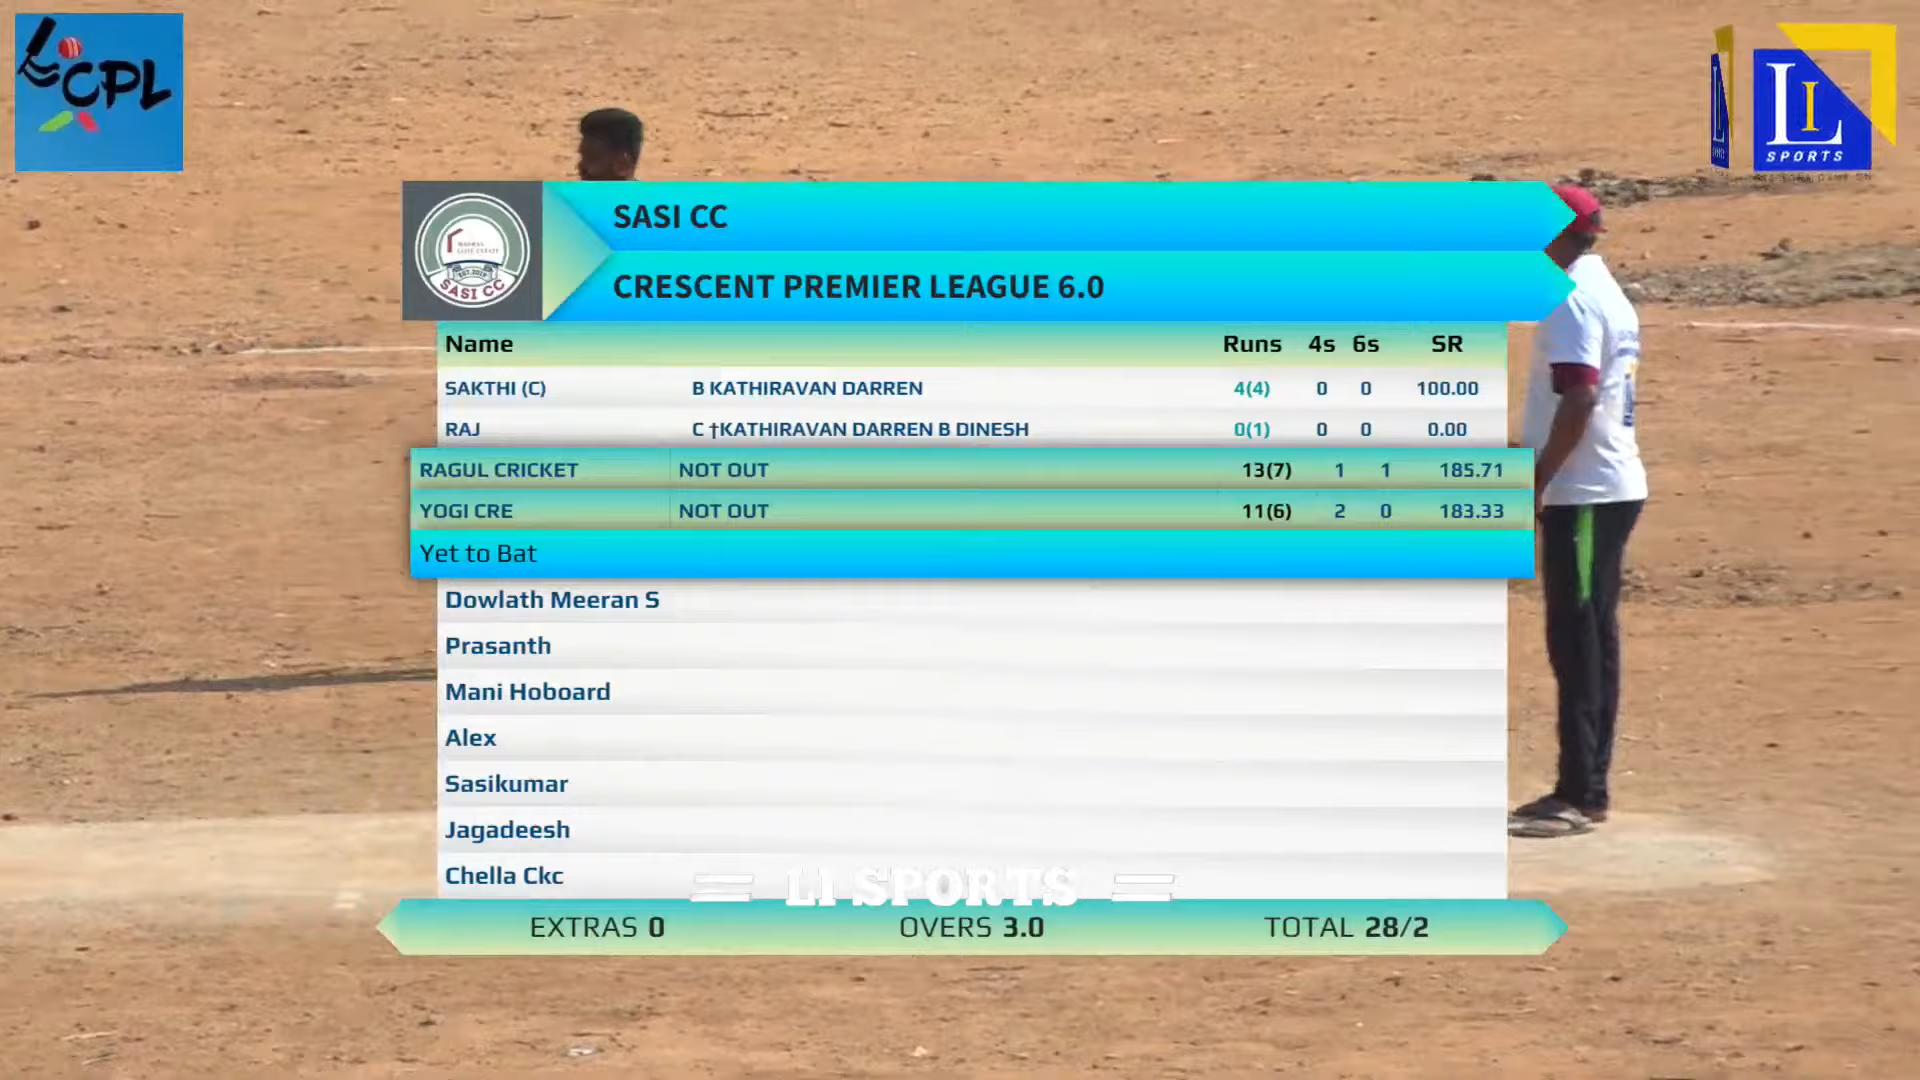 CPL
LI
SPORTS
SASI CC
CRESCENT PREMIER LEAGUE 6.0
EST.2019
SASI CC
Name Runs 4s 6s SR
SAKTHI (C) B KATHIRAVAN DARREN 4(4) 0 0 100.00
RAJ C †KATHIRAVAN DARREN B DINESH 0(1) 0 0 0.00
RAGUL CRICKET NOT OUT 13(7) 1 1 185.71
YOGI CRE NOT OUT 11(6) 2 0 183.33
Yet to Bat
Dowlath Meeran S
Prasanth
Mani Hoboard
Alex
Sasikumar
Jagadeesh
Chella Ckc
LI SPORTS
EXTRAS 0 OVERS 3.0 TOTAL 28/2